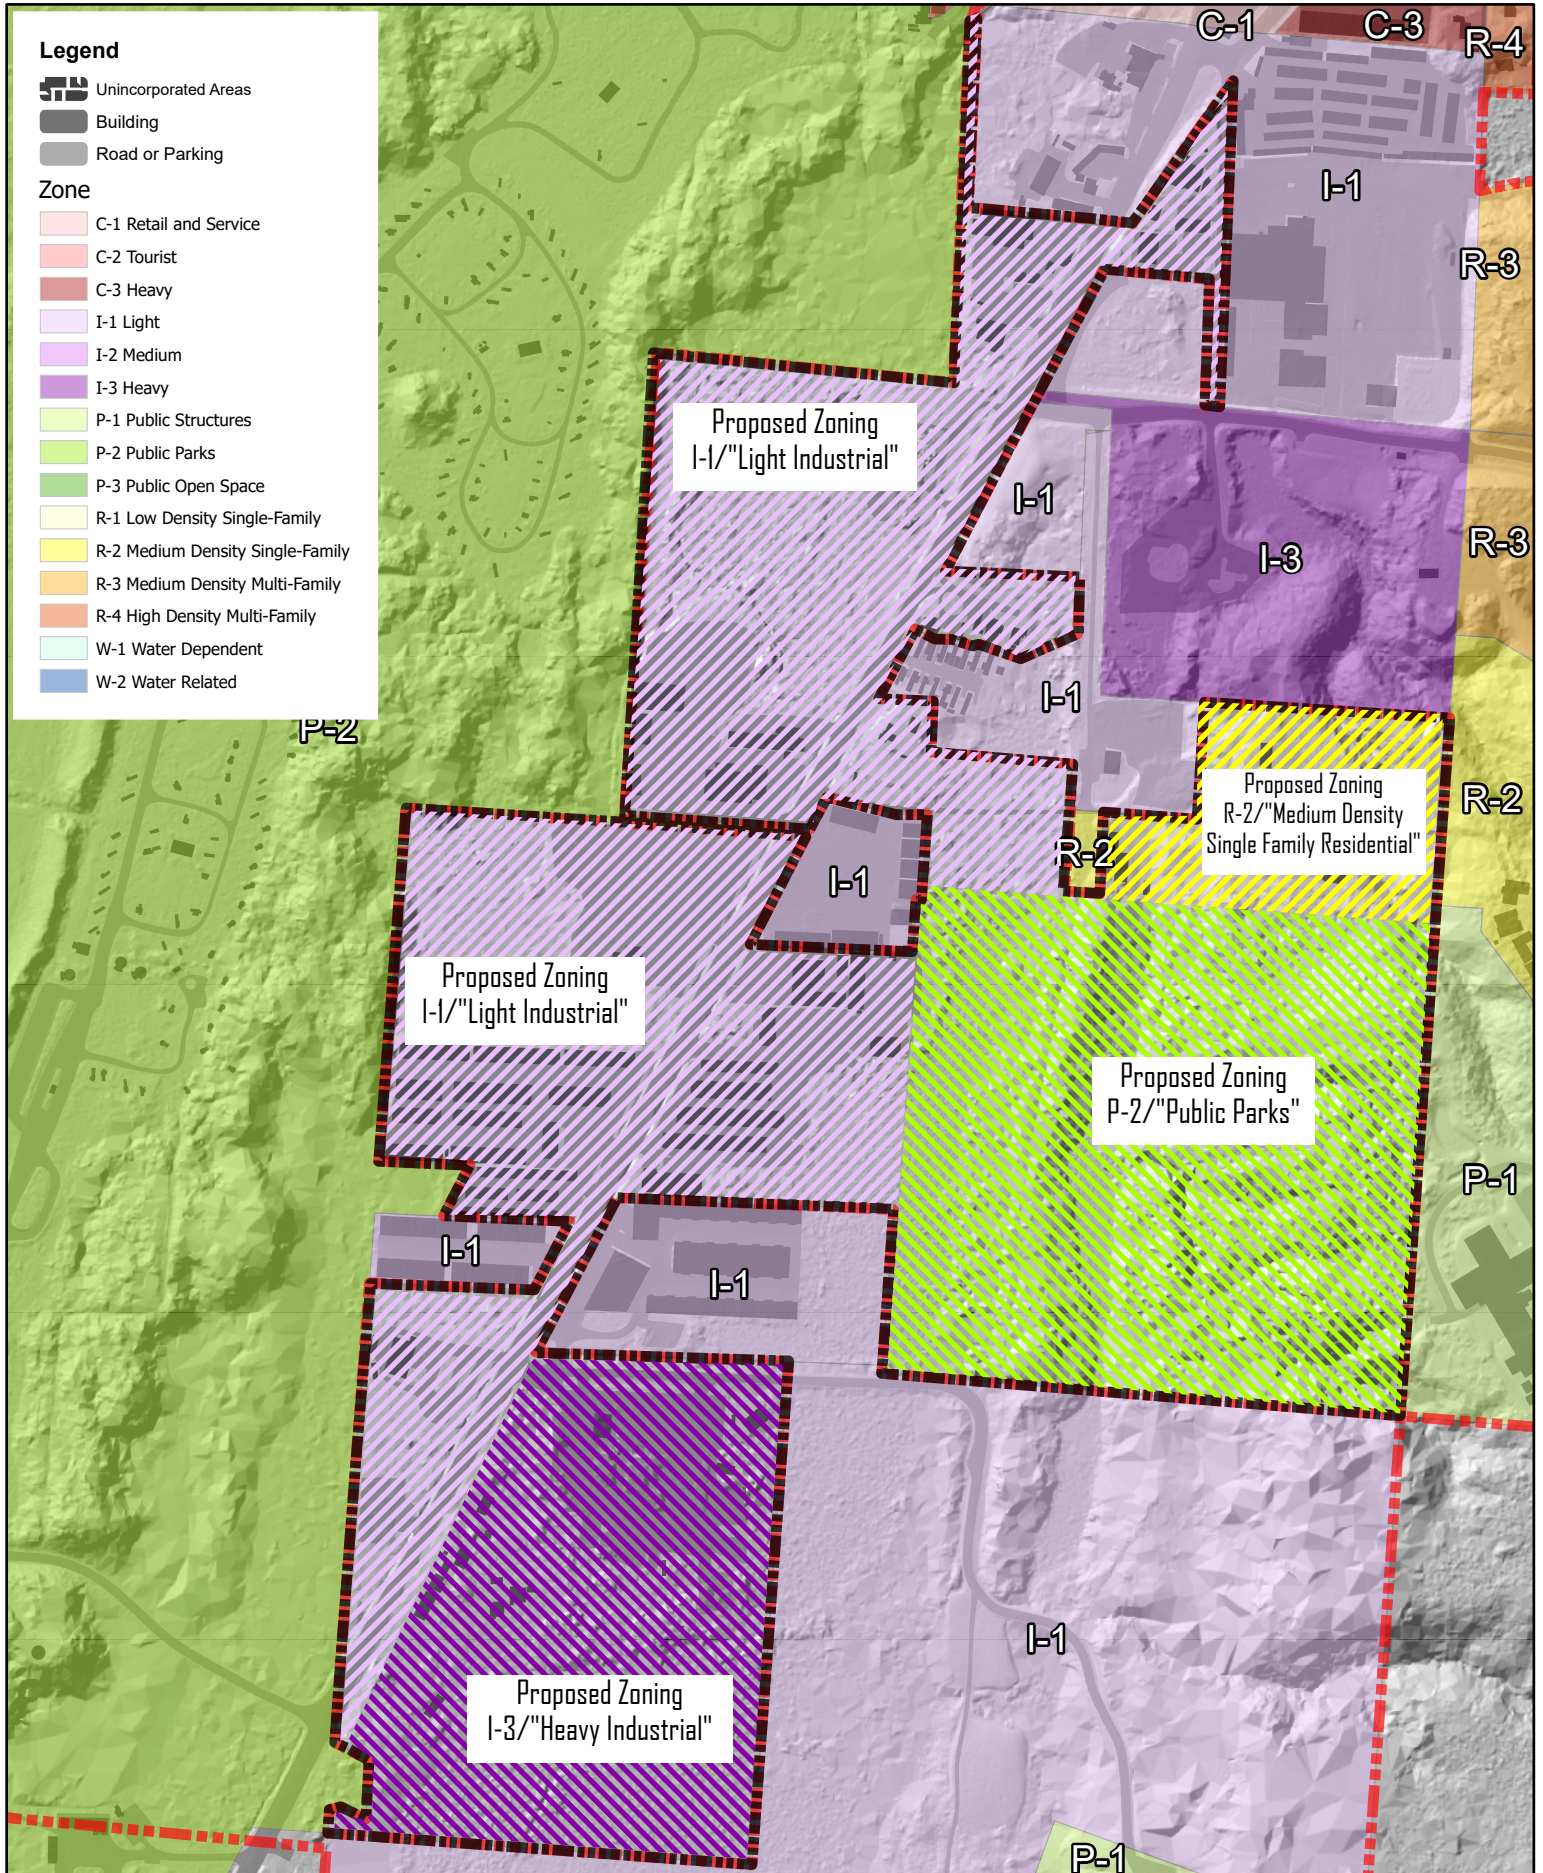 Legend
Unincorporated Areas
Building
Road or Parking
Zone
C-1 Retail and Service
C-2 Tourist
C-3 Heavy
I-1 Light
I-2 Medium
I-3 Heavy
P-1 Public Structures
P-2 Public Parks
P-3 Public Open Space
R-1 Low Density Single-Family
R-2 Medium Density Single-Family
R-3 Medium Density Multi-Family
R-4 High Density Multi-Family
W-1 Water Dependent
W-2 Water Related
C-1
C-3
R-4
I-1
R-3
Proposed Zoning
I-1/"Light Industrial"
I-1
I-3
R-3
I-1
P-2
Proposed Zoning
R-2/"Medium Density
Single Family Residential"
R-2
R-2
I-1
Proposed Zoning
I-1/"Light Industrial"
Proposed Zoning
P-2/"Public Parks"
P-1
I-1
I-1
I-1
Proposed Zoning
I-3/"Heavy Industrial"
P-1